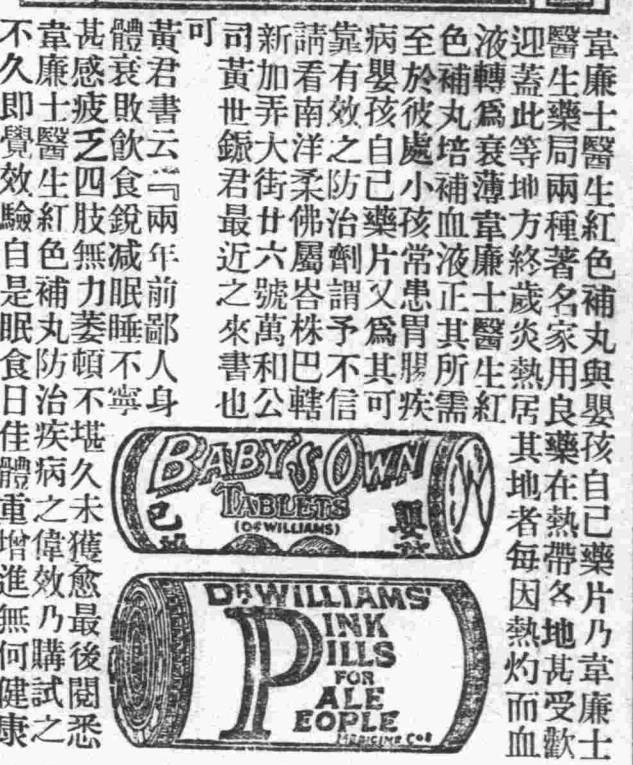 韋廉士醫生紅色補丸與嬰孩自己藥片乃韋廉士
醫生藥局兩種著名家用良藥在熱帶各地甚受歡
迎蓋此等地方終歲炎熱居其地者每因熱灼而血
液轉爲衰薄韋廉士醫生紅
色補丸培補血液正其所需
至於彼處小孩常患胃腸疾
病嬰孩自己藥片又爲其可
靠有效之防治劑謂予不信
請看南洋柔佛屬峇株巴轄
新加弄大街廿六號萬和公
司黃世鋠君最近之來書也
可
黃君書云『兩年前鄙人身
體衰敗飲食銳减眠睡不寧
甚感疲乏四肢無力萎頓不堪久未獲愈最後閱悉
韋廉士醫生紅色補丸防治疾病之偉效乃購試之
不久即覺效驗自是眠食日佳體重增進無何健康
BABY'S OWN
TABLETS
(DR WILLIAMS)
嬰孩
己
DR WILLIAMS'
PINK
PILLS
FOR
PALE
PEOPLE
MEDICINE CO